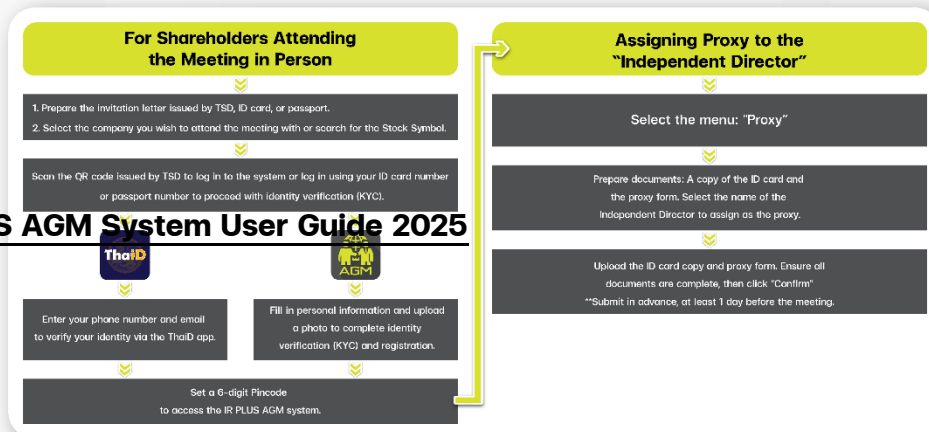 For Shareholders Attending
the Meeting in Person
1. Prepare the invitation letter issued by TSD, ID card, or passport.
2. Select the company you wish to attend the meeting with or search for the Stock Symbol.
Scan the QR code issued by TSD to log in to the system or log in using your ID card number
or passport number to proceed with identity verification (KYC).
S AGM System User Guide 2025
ThaiD
AGM
Enter your phone number and email
to verify your identity via the ThaiD app.
Fill in personal information and upload
a photo to complete identity
verification (KYC) and registration.
Set a 6-digit Pincode
to access the IR PLUS AGM system.
Assigning Proxy to the
"Independent Director"
Select the menu: "Proxy"
Prepare documents: A copy of the ID card and
the proxy form. Select the name of the
Independent Director to assign as the proxy.
Upload the ID card copy and proxy form. Ensure all
documents are complete, then click "Confirm"
**Submit in advance, at least 1 day before the meeting.